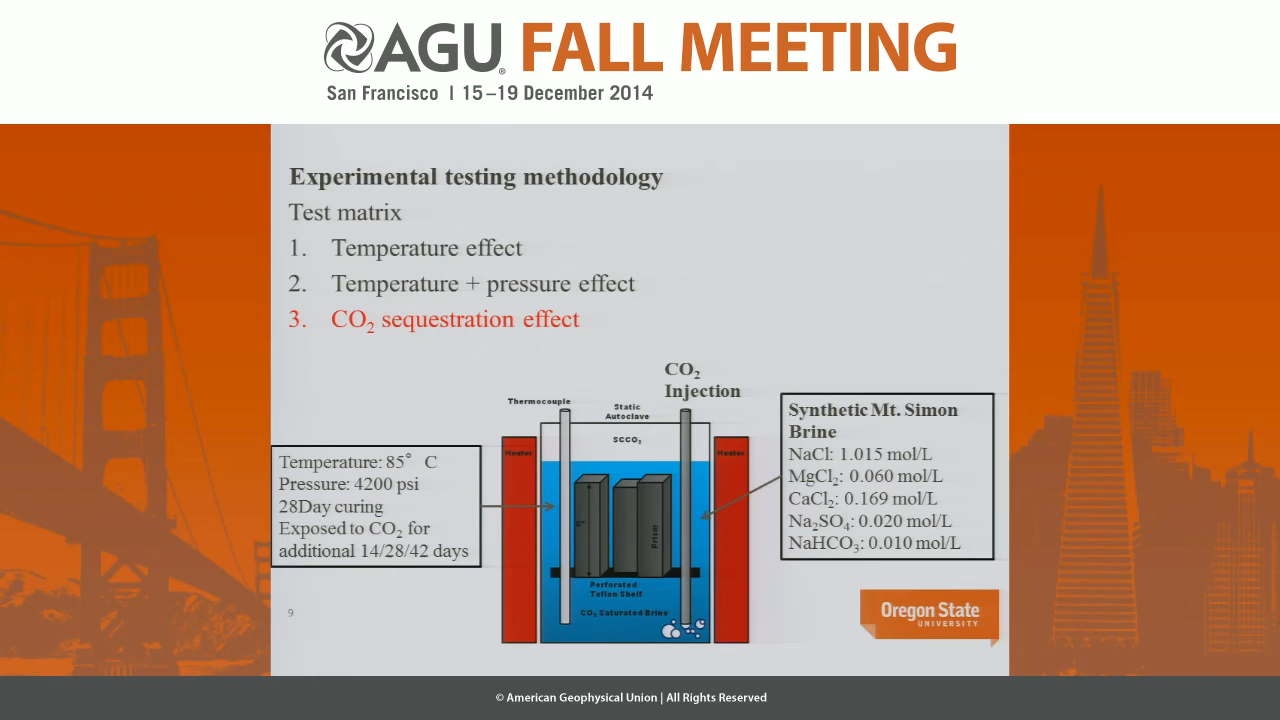 AGU FALL MEETING
San Francisco | 15–19 December 2014
Experimental testing methodology
Test matrix
1. Temperature effect
2. Temperature + pressure effect
3. CO₂ sequestration effect
CO₂
Injection
Thermocouple
Static
Autoclave
SCCO₂
Heater
Heater
Temperature: 85° C
Pressure: 4200 psi
28Day curing
Exposed to CO₂ for
additional 14/28/42 days
Synthetic Mt. Simon
Brine
NaCl: 1.015 mol/L
MgCl₂: 0.060 mol/L
CaCl₂: 0.169 mol/L
Na₂SO₄: 0.020 mol/L
NaHCO₃: 0.010 mol/L
Prism
Perforated
Teflon Shelf
CO₂ Saturated Brine
9
Oregon State
UNIVERSITY
© American Geophysical Union | All Rights Reserved